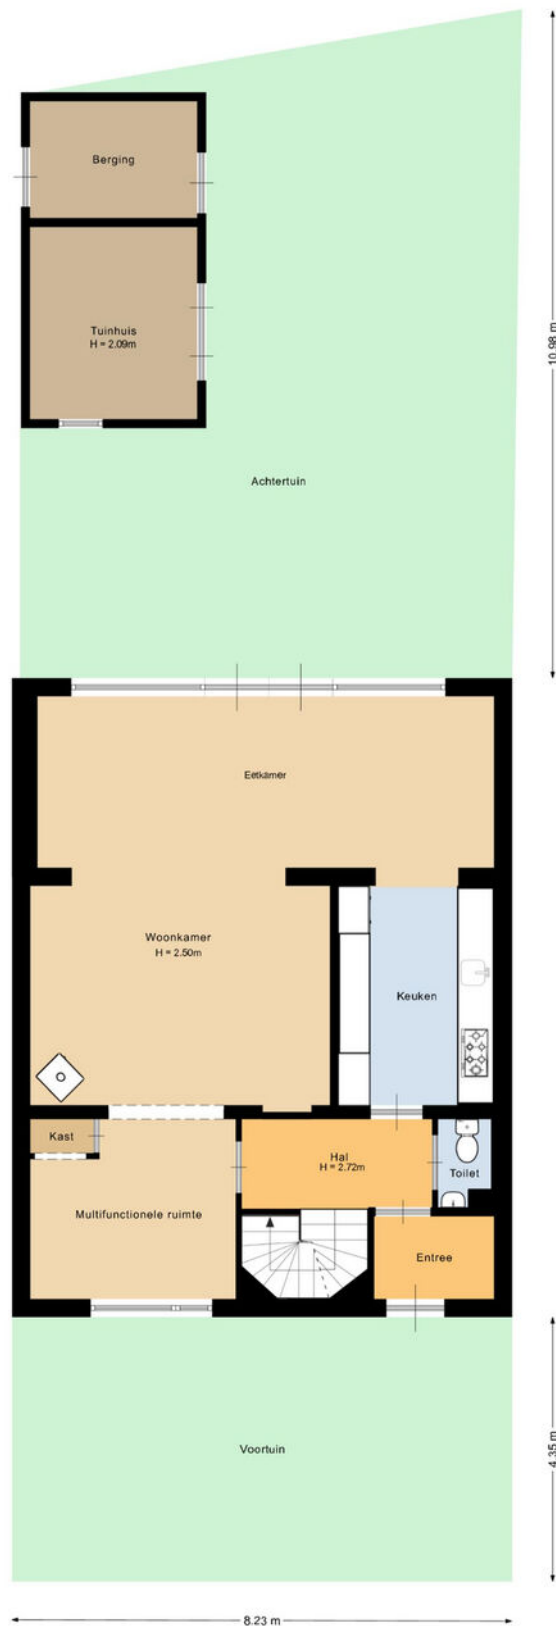 Berging
Tuinhuis
H = 2.09m
10.98 m
Achtertuin
Eetkamer
Woonkamer
H = 2.50m
Keuken
Kast
Hal
H = 2.72m
Toilet
Multifunctionele ruimte
Entree
Voortuin
4.35 m
8.23 m